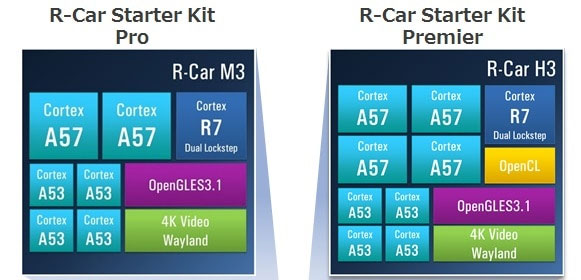 R-Car Starter Kit
Pro
R-Car M3
Cortex
A57
Cortex
A57
Cortex
R7
Dual Lockstep
Cortex
A53
Cortex
A53
OpenGLES3.1
Cortex
A53
Cortex
A53
4K Video
Wayland
R-Car Starter Kit
Premier
R-Car H3
Cortex
A57
Cortex
A57
Cortex
R7
Dual Lockstep
Cortex
A57
Cortex
A57
OpenCL
Cortex
A53
Cortex
A53
OpenGLES3.1
Cortex
A53
Cortex
A53
4K Video
Wayland